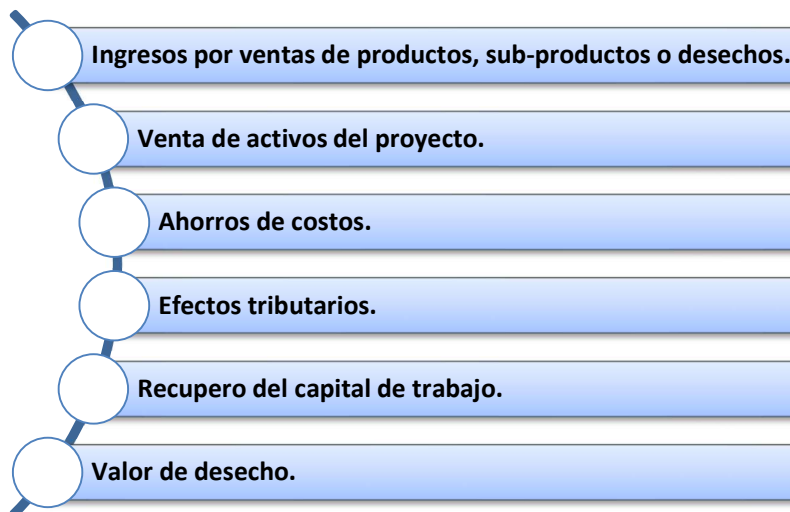 Ingresos por ventas de productos, sub-productos o desechos.
Venta de activos del proyecto.
Ahorros de costos.
Efectos tributarios.
Recupero del capital de trabajo.
Valor de desecho.